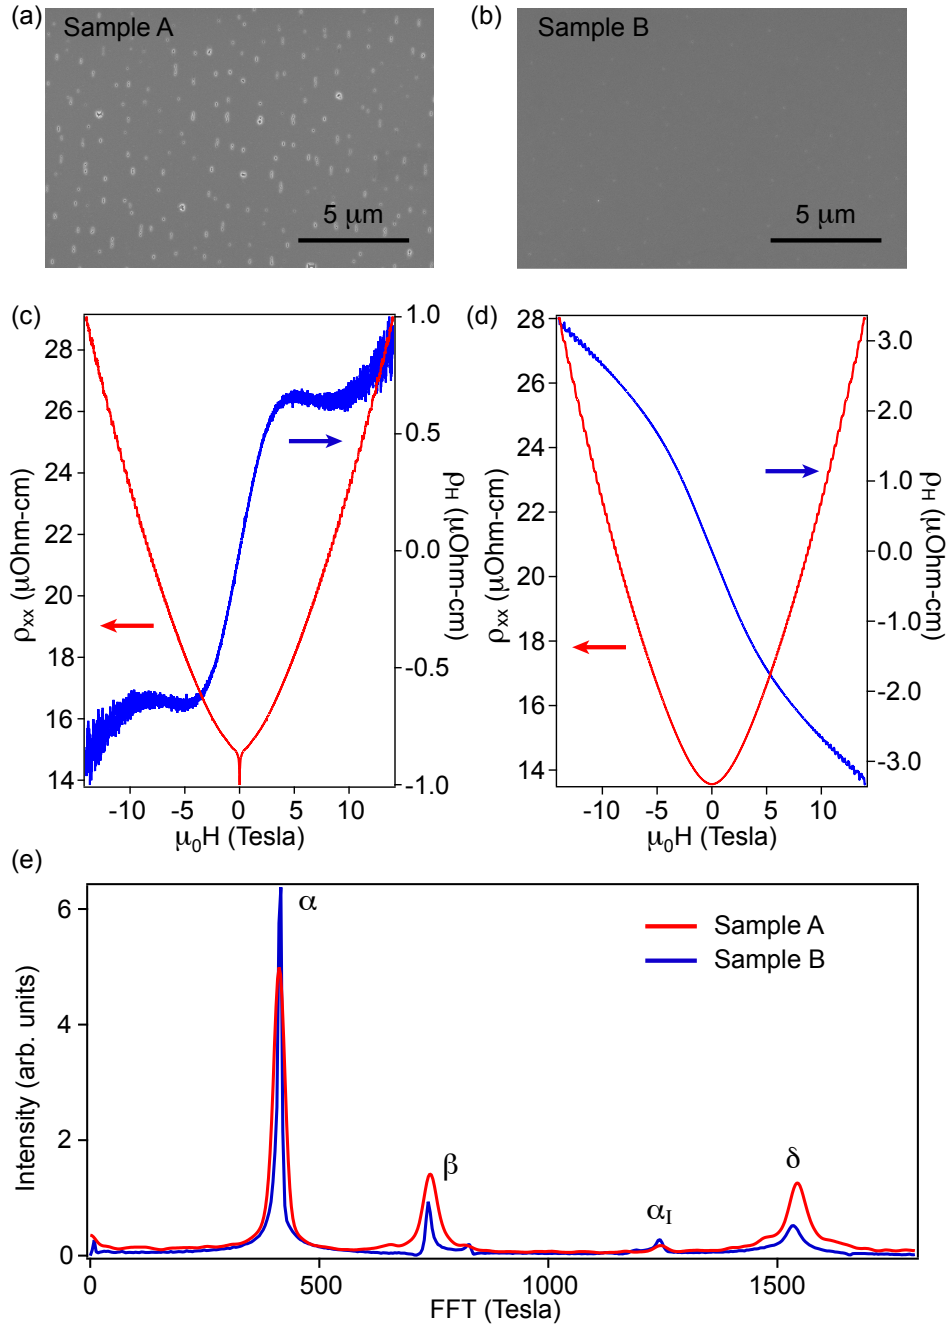 (a)
Sample A
5 μm
(b)
Sample B
5 μm
(c)
28
26
24
22
20
18
16
14
ρxx (μOhm-cm)
1.0
0.5
0.0
-0.5
-1.0
ρH (μOhm-cm)
-10
-5
0
5
10
μ0H (Tesla)
(d)
28
26
24
22
20
18
16
14
ρxx (μOhm-cm)
3.0
2.0
1.0
0.0
-1.0
-2.0
-3.0
ρH (μOhm-cm)
-10
-5
0
5
10
μ0H (Tesla)
(e)
6
4
2
0
Intensity (arb. units)
α
β
αI
δ
Sample A
Sample B
0
500
1000
1500
FFT (Tesla)